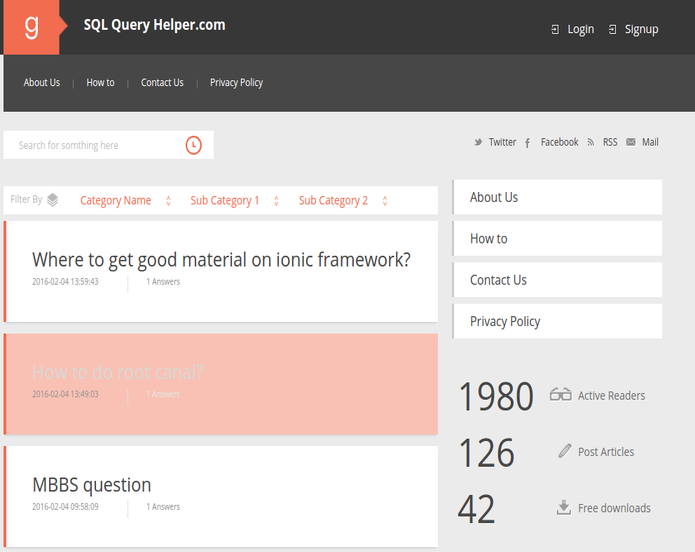 g
SQL Query Helper.com
Login
Signup
About Us
How to
Contact Us
Privacy Policy
Search for somthing here
Twitter
Facebook
RSS
Mail
Filter By
Category Name
Sub Category 1
Sub Category 2
Where to get good material on ionic framework?
2016-02-04 13:59:43
1 Answers
How to do root canal?
2016-02-04 13:49:03
1 Answers
MBBS question
2016-02-04 09:58:09
1 Answers
About Us
How to
Contact Us
Privacy Policy
1980 Active Readers
126 Post Articles
42 Free downloads